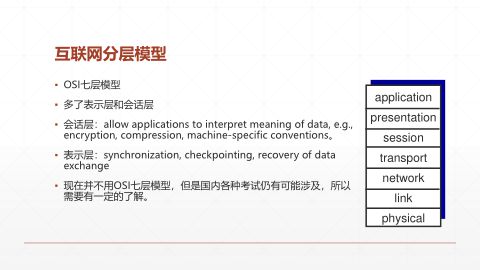 互联网分层模型
OSI七层模型
多了表示层和会话层
会话层：allow applications to interpret meaning of data, e.g.,
encryption, compression, machine-specific conventions。
表示层：synchronization, checkpointing, recovery of data
exchange
现在并不用OSI七层模型，但是国内各种考试仍有可能涉及，所以
需要有一定的了解。
application
presentation
session
transport
network
link
physical